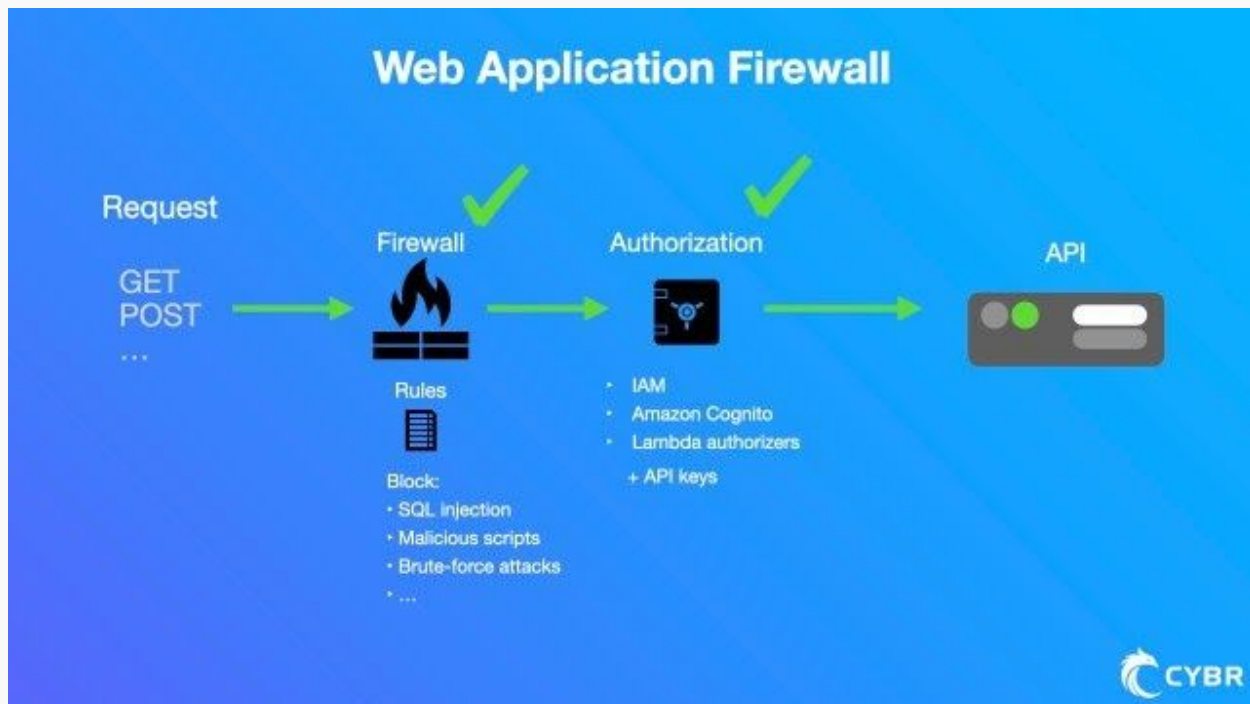 Web Application Firewall
Request
GET
POST
...
Firewall
Rules
Block:
• SQL injection
• Malicious scripts
• Brute-force attacks
• ...
Authorization
• IAM
• Amazon Cognito
• Lambda authorizers
+ API keys
API
CYBR